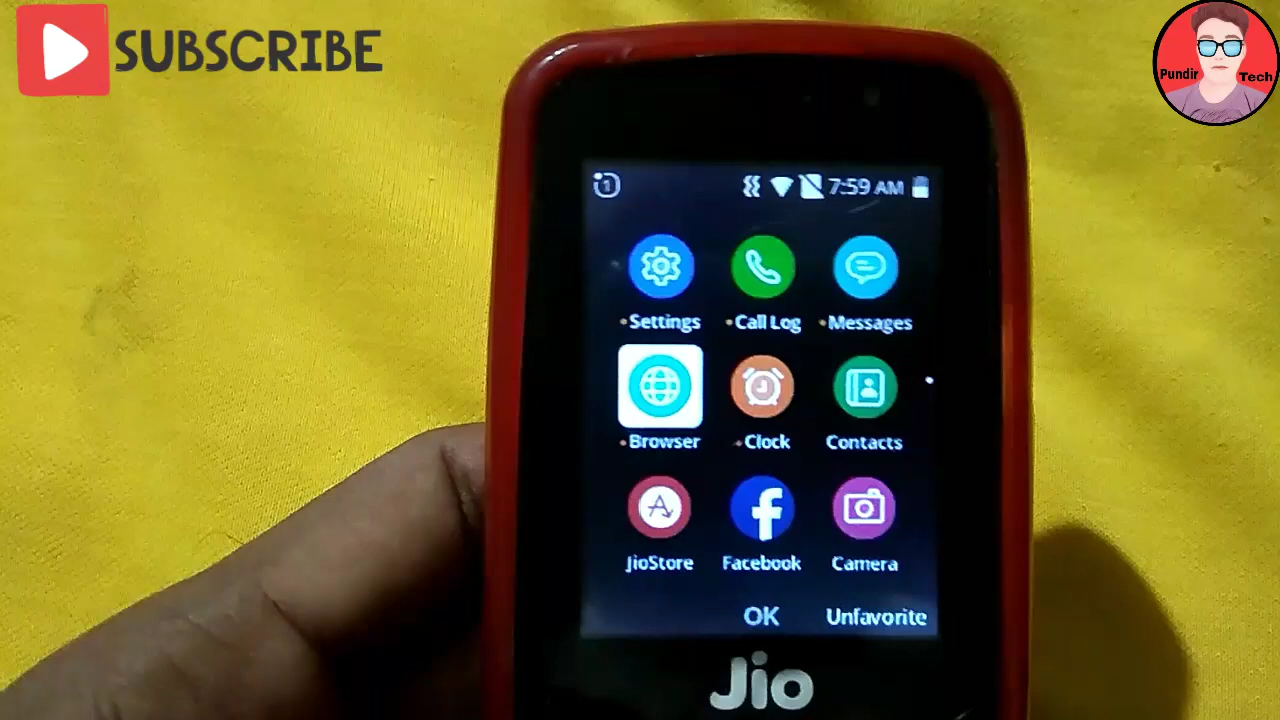 SUBSCRIBE
Pundir Tech
1
7:59 AM
Settings Call Log Messages
Browser Clock Contacts
JioStore Facebook Camera
OK Unfavorite
Jio